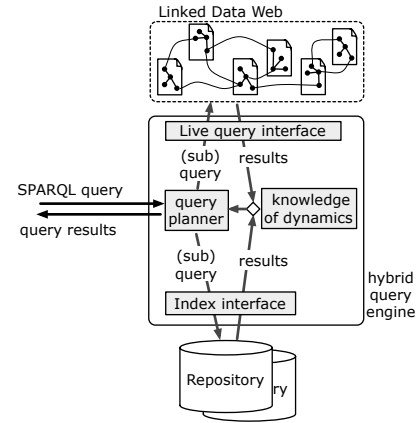 Linked Data Web
Live query interface
(sub)
query
results
SPARQL query
query results
query
planner
knowledge
of dynamics
(sub)
query
results
hybrid
query
engine
Index interface
Repository
ry